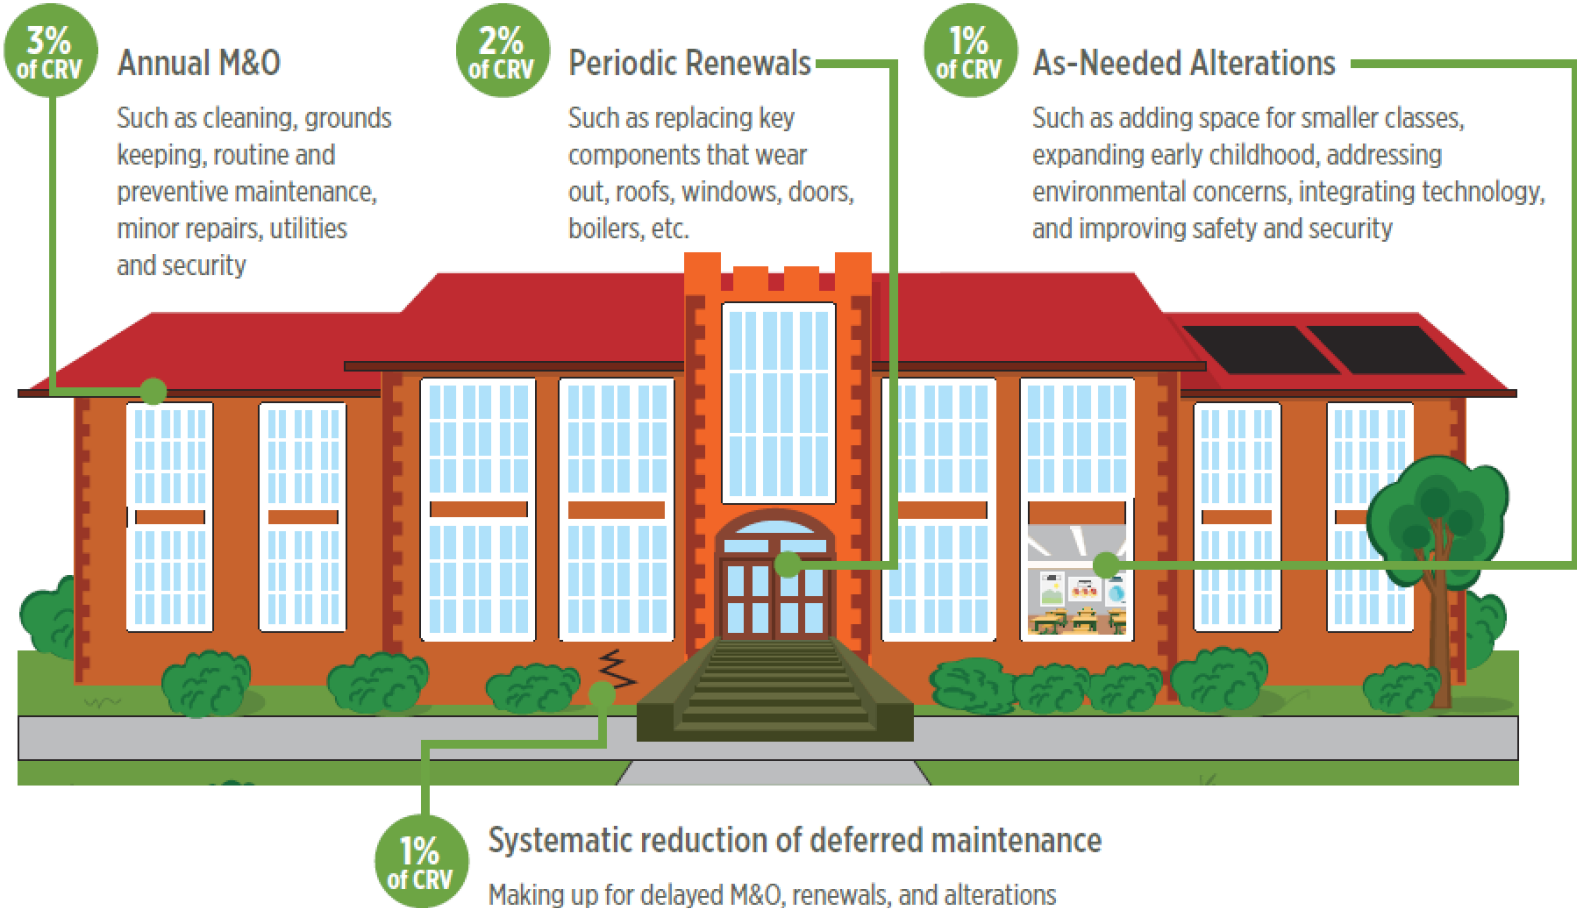 3%
of CRV
Annual M&O
Such as cleaning, grounds
keeping, routine and
preventive maintenance,
minor repairs, utilities
and security
2%
of CRV
Periodic Renewals
Such as replacing key
components that wear
out, roofs, windows, doors,
boilers, etc.
1%
of CRV
As-Needed Alterations
Such as adding space for smaller classes,
expanding early childhood, addressing
environmental concerns, integrating technology,
and improving safety and security
1%
of CRV
Systematic reduction of deferred maintenance
Making up for delayed M&O, renewals, and alterations